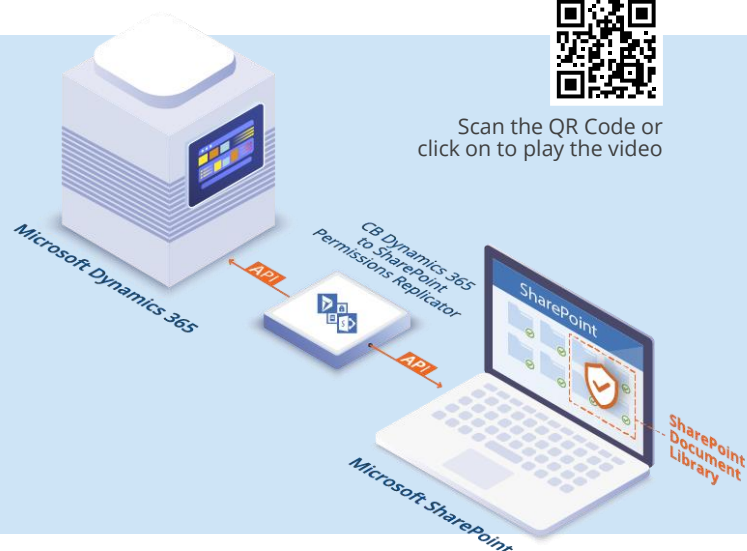 Scan the QR Code or
click on to play the video
Microsoft Dynamics 365
API
CB Dynamics 365
to SharePoint
Permissions Replicator
API
SharePoint
SharePoint
Document
Library
Microsoft SharePoint